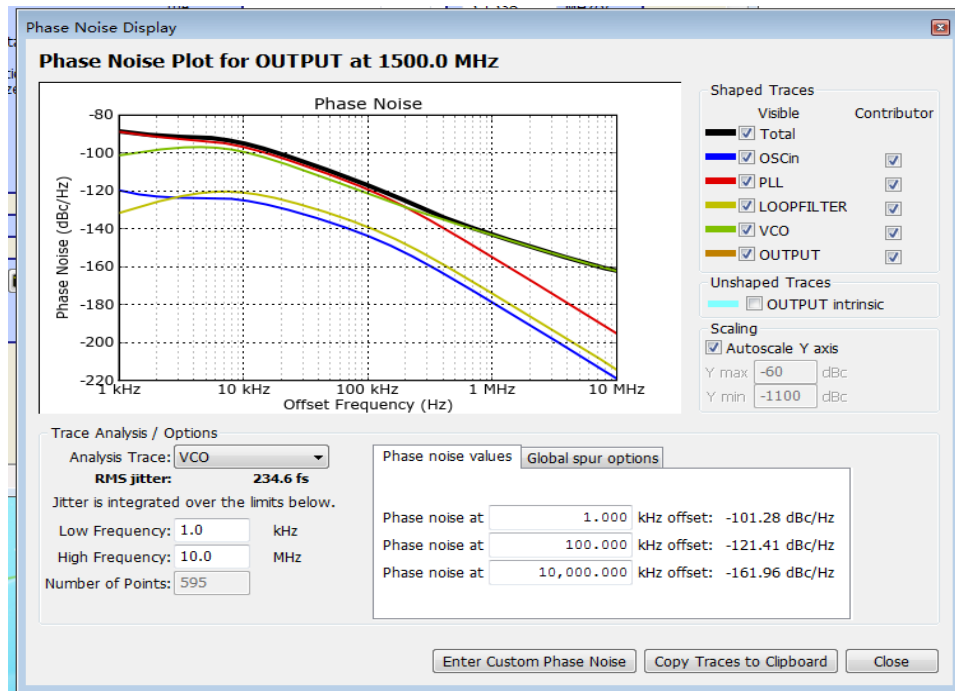 Phase Noise Display
Phase Noise Plot for OUTPUT at 1500.0 MHz
Phase Noise
-80
-100
-120
-140
-160
-180
-200
-220
Phase Noise (dBc/Hz)
1 kHz
10 kHz
100 kHz
1 MHz
10 MHz
Offset Frequency (Hz)
Shaped Traces
Visible Contributor
Total
OSCin
PLL
LOOPFILTER
VCO
OUTPUT
Unshaped Traces
OUTPUT intrinsic
Scaling
Autoscale Y axis
Y max -60 dBc
Y min -1100 dBc
Trace Analysis / Options
Analysis Trace: VCO
RMS jitter: 234.6 fs
Jitter is integrated over the limits below.
Low Frequency: 1.0 kHz
High Frequency: 10.0 MHz
Number of Points: 595
Phase noise values Global spur options
Phase noise at 1.000 kHz offset: -101.28 dBc/Hz
Phase noise at 100.000 kHz offset: -121.41 dBc/Hz
Phase noise at 10,000.000 kHz offset: -161.96 dBc/Hz
Enter Custom Phase Noise Copy Traces to Clipboard Close